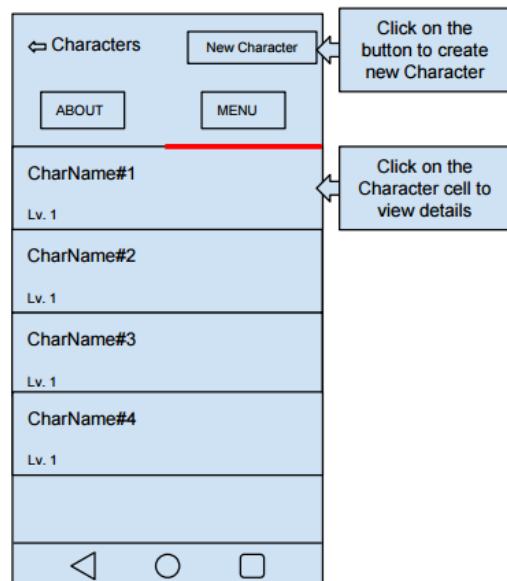 ⇦ Characters
New Character
Click on the
button to create
new Character
ABOUT
MENU
CharName#1
Lv. 1
Click on the
Character cell to
view details
CharName#2
Lv. 1
CharName#3
Lv. 1
CharName#4
Lv. 1